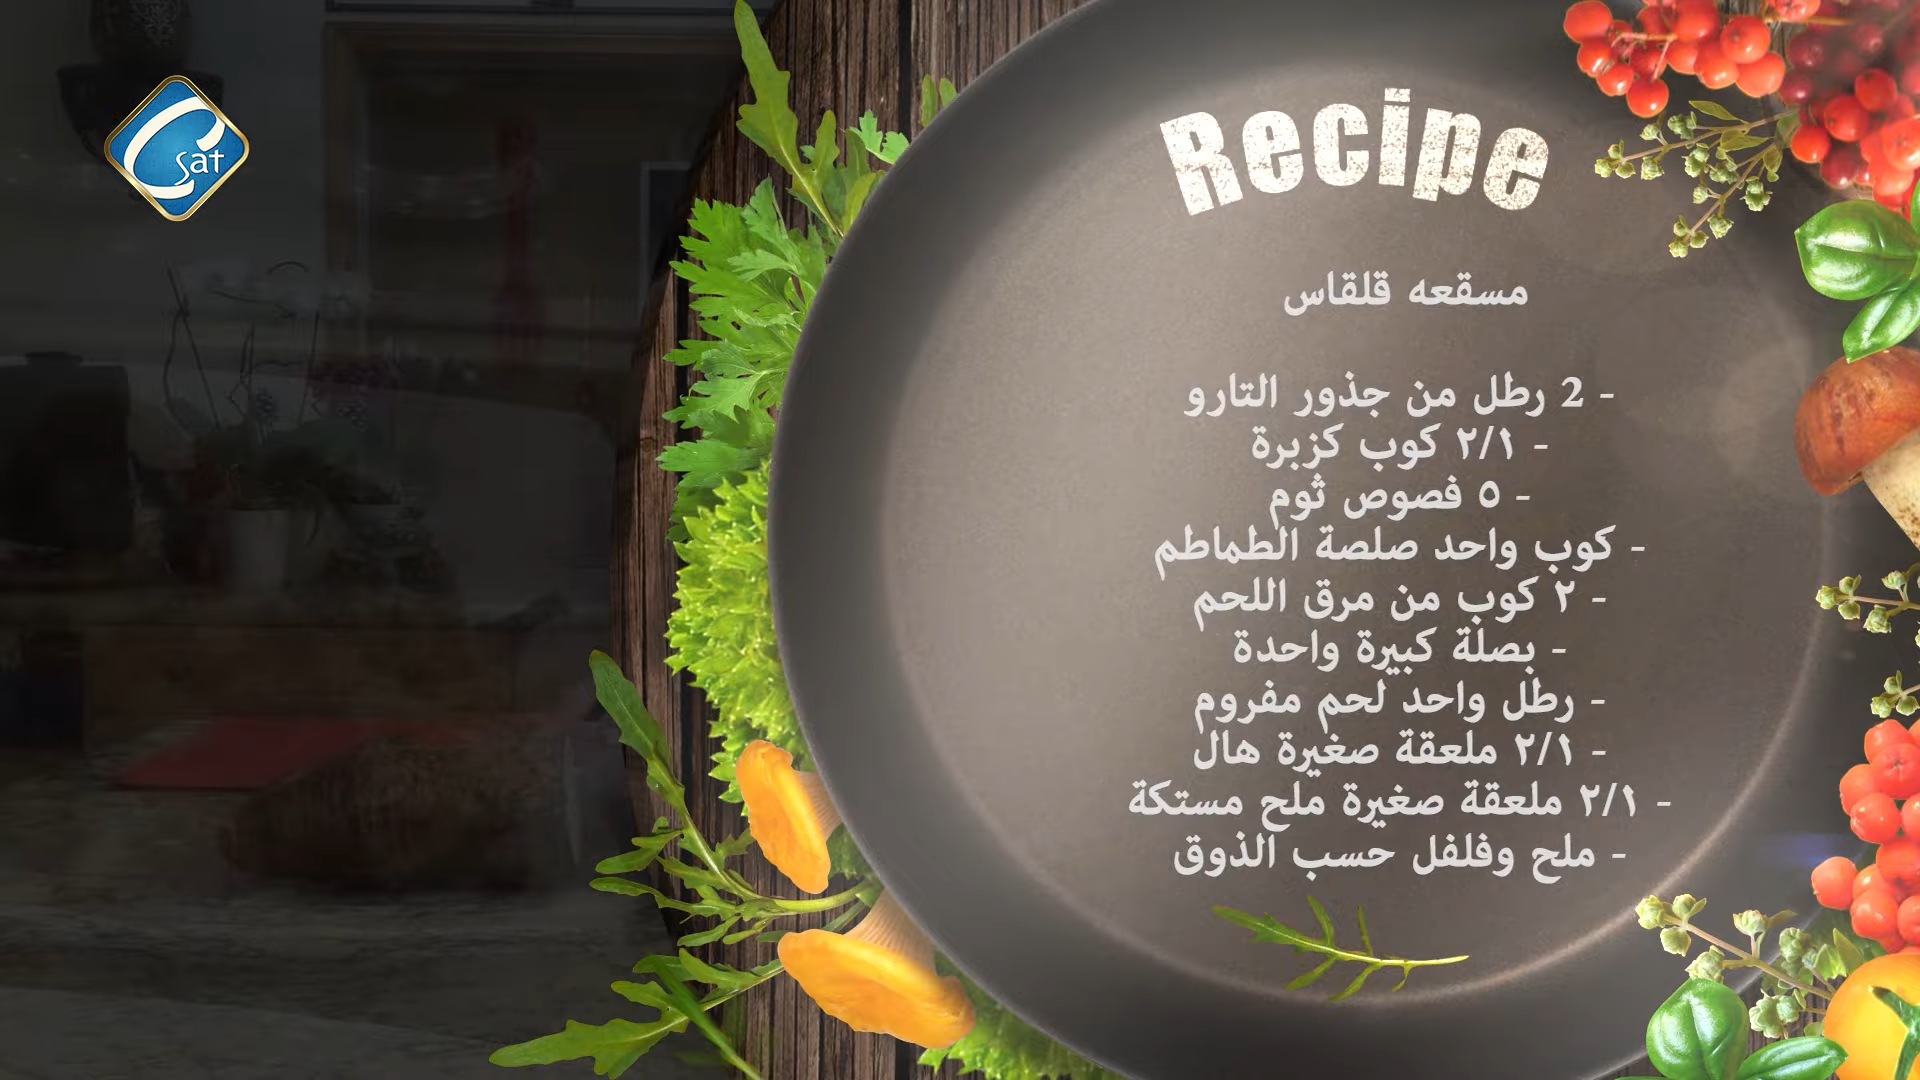 C sat
Recipe
مسقعه قلقاس
- 2 رطل من جذور التارو
- ٢/١ كوب كزبرة
- ٥ فصوص ثوم
- كوب واحد صلصة الطماطم
- ٢ كوب من مرق اللحم
- بصلة كبيرة واحدة
- رطل واحد لحم مفروم
- ٢/١ ملعقة صغيرة هال
- ٢/١ ملعقة صغيرة ملح مستكة
- ملح وفلفل حسب الذوق